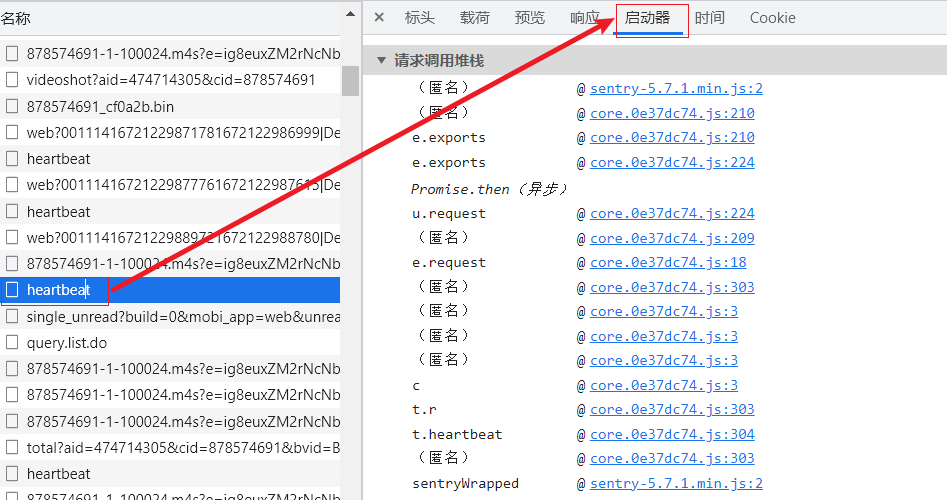 名称
878574691-1-100024.m4s?e=ig8euxZM2rNcNb
videoshot?aid=474714305&cid=878574691
878574691_cf0a2b.bin
web?00111416721229871781672122986999|De
heartbeat
web?0011141672122987776167212298​7615|De
heartbeat
web?0011141672122988972167212298​8780|De
878574691-1-100024.m4s?e=ig8euxZM2rNcNb
heartbeat
single_unread?build=0&mobi_app=web&unrea
query.list.do
878574691-1-100024.m4s?e=ig8euxZM2rNcNb
878574691-1-100024.m4s?e=ig8euxZM2rNcNb
878574691-1-100024.m4s?e=ig8euxZM2rNcNb
total?aid=474714305&cid=878574691&bvid=B
heartbeat
878574691-1-100024.m4s?e=ig8euxZM2rNcNb
× 标头 载荷 预览 响应 启动器 时间 Cookie
▼ 请求调用堆栈
（匿名） @ sentry-5.7.1.min.js:2
（匿名） @ core.0e37dc74.js:210
e.exports @ core.0e37dc74.js:210
e.exports @ core.0e37dc74.js:224
Promise.then（异步）
u.request @ core.0e37dc74.js:224
（匿名） @ core.0e37dc74.js:209
e.request @ core.0e37dc74.js:18
（匿名） @ core.0e37dc74.js:303
（匿名） @ core.0e37dc74.js:3
（匿名） @ core.0e37dc74.js:3
（匿名） @ core.0e37dc74.js:3
c @ core.0e37dc74.js:3
t.r @ core.0e37dc74.js:303
t.heartbeat @ core.0e37dc74.js:304
（匿名） @ core.0e37dc74.js:303
sentryWrapped @ sentry-5.7.1.min.js:2